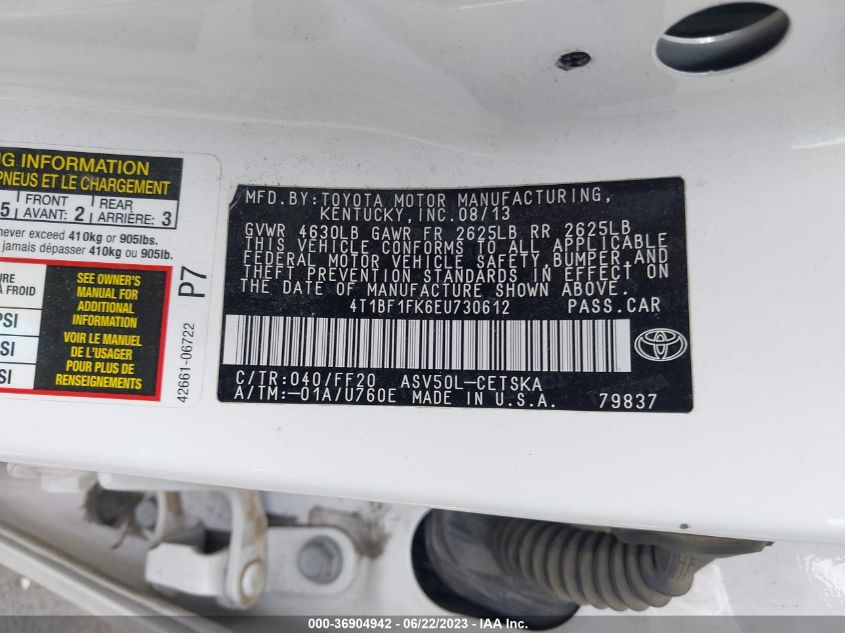 G INFORMATION
PNEUS ET LE CHARGEMENT
5 FRONT AVANT: 2 REAR ARRIÈRE: 3
never exceed 410kg or 905lbs.
jamais dépasser 410kg ou 905lb.
URE
À FROID
PSI
SI
SI
SEE OWNER'S
MANUAL FOR
ADDITIONAL
INFORMATION
VOIR LE MANUEL
DE L'USAGER
POUR PLUS DE
RENSEIGNEMENTS
P7
42661-06722
MFD.BY:TOYOTA MOTOR MANUFACTURING,
KENTUCKY,INC.08/13
GVWR 4630LB GAWR FR 2625LB RR 2625LB
THIS VEHICLE CONFORMS TO ALL APPLICABLE
FEDERAL MOTOR VEHICLE SAFETY,BUMPER,AND
THEFT PREVENTION STANDARDS IN EFFECT ON
THE DATE OF MANUFACTURE SHOWN ABOVE.
4T1BF1FK6EU730612 PASS.CAR
C/TR:040/FF20 ASV50L-CETSKA
A/TM:-01A/U760E MADE IN U.S.A. 79837
000-36904942 - 06/22/2023 - IAA Inc.